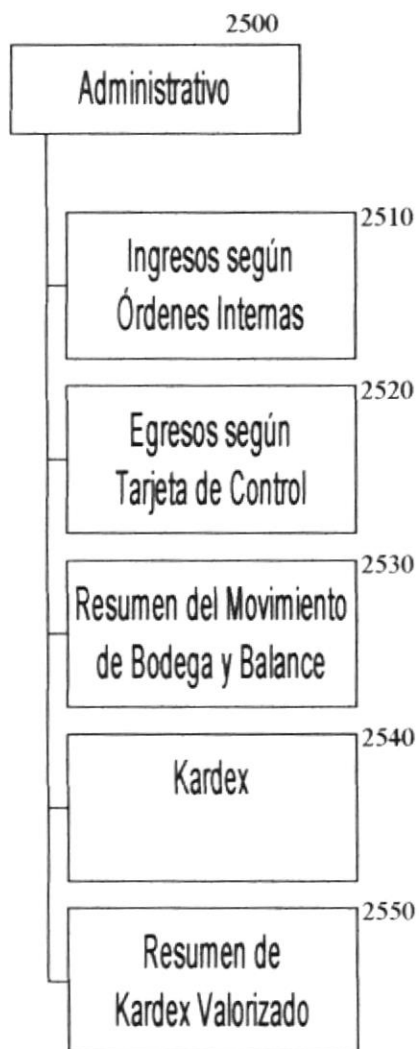 2500
Administrativo
2510
Ingresos según
Órdenes Internas
2520
Egresos según
Tarjeta de Control
2530
Resumen del Movimiento
de Bodega y Balance
2540
Kardex
2550
Resumen de
Kardex Valorizado